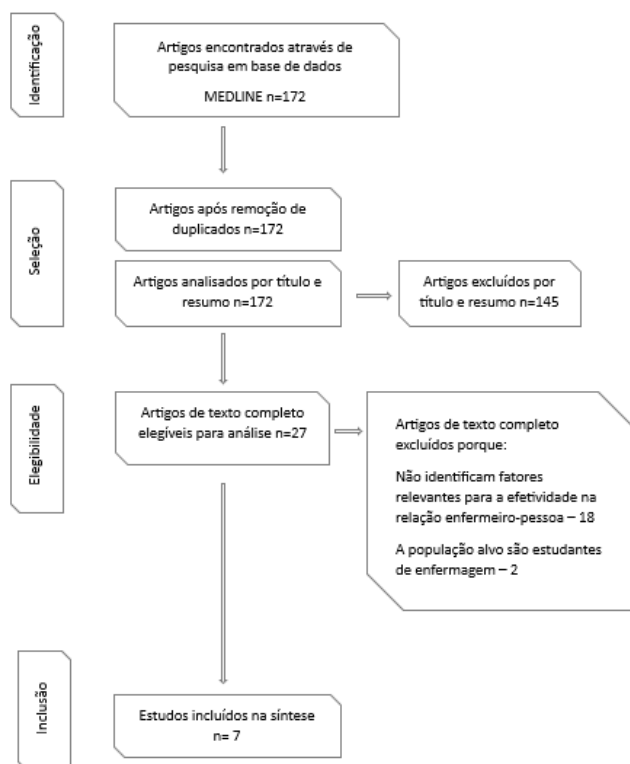 Identificação
Artigos encontrados através de
pesquisa em base de dados
MEDLINE n=172
Seleção
Artigos após remoção de
duplicados n=172
Artigos analisados por título e
resumo n=172
Artigos excluídos por
título e resumo n=145
Elegibilidade
Artigos de texto completo
elegíveis para análise n=27
Artigos de texto completo
excluídos porque:
Não identificam fatores
relevantes para a efetividade na
relação enfermeiro-pessoa – 18
A população alvo são estudantes
de enfermagem – 2
Inclusão
Estudos incluídos na síntese
n= 7